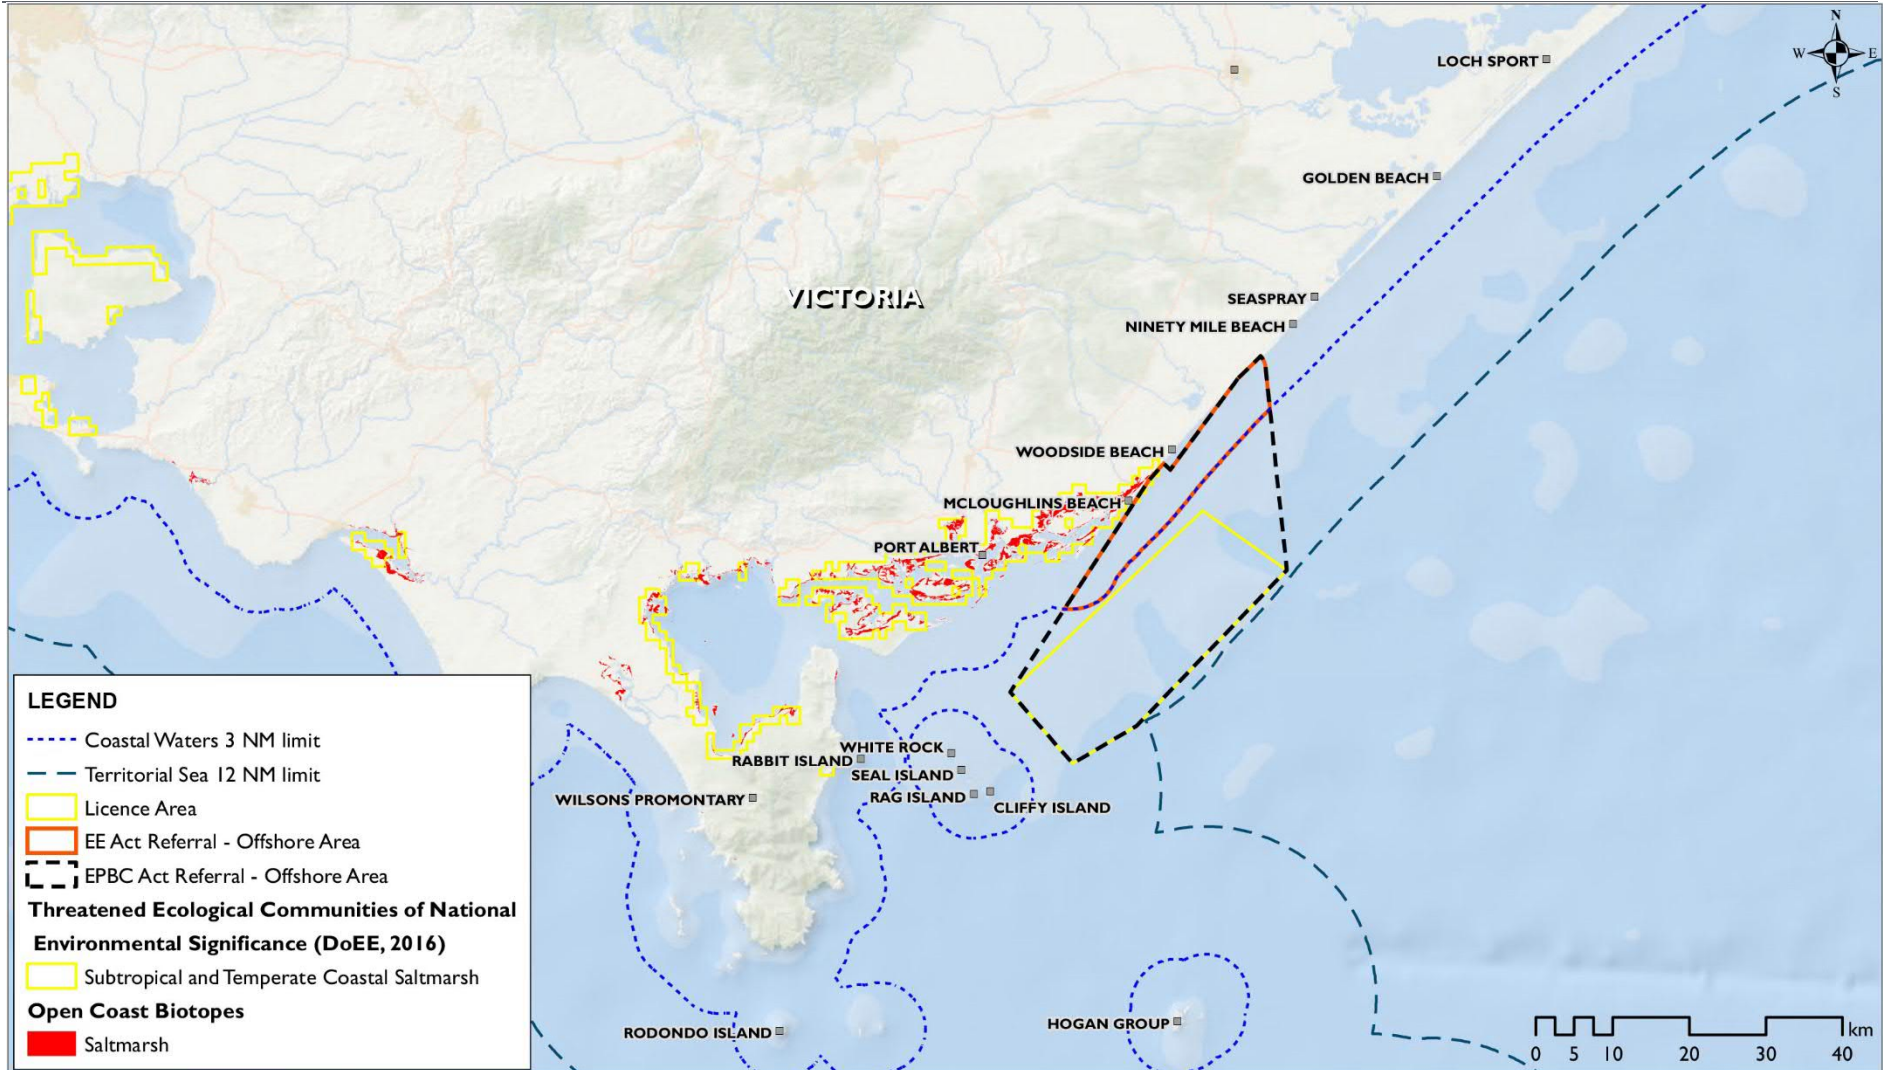 N
W E
S
LOCH SPORT
GOLDEN BEACH
VICTORIA
SEASPRAY
NINETY MILE BEACH
WOODSIDE BEACH
MCLOUGHLINS BEACH
PORT ALBERT
WHITE ROCK
RABBIT ISLAND
SEAL ISLAND
RAG ISLAND
CLIFFY ISLAND
WILSONS PROMONTARY
HOGAN GROUP
RODONDO ISLAND
LEGEND
Coastal Waters 3 NM limit
Territorial Sea 12 NM limit
Licence Area
EE Act Referral - Offshore Area
EPBC Act Referral - Offshore Area
Threatened Ecological Communities of National
Environmental Significance (DoEE, 2016)
Subtropical and Temperate Coastal Saltmarsh
Open Coast Biotopes
Saltmarsh
km
0 5 10 20 30 40